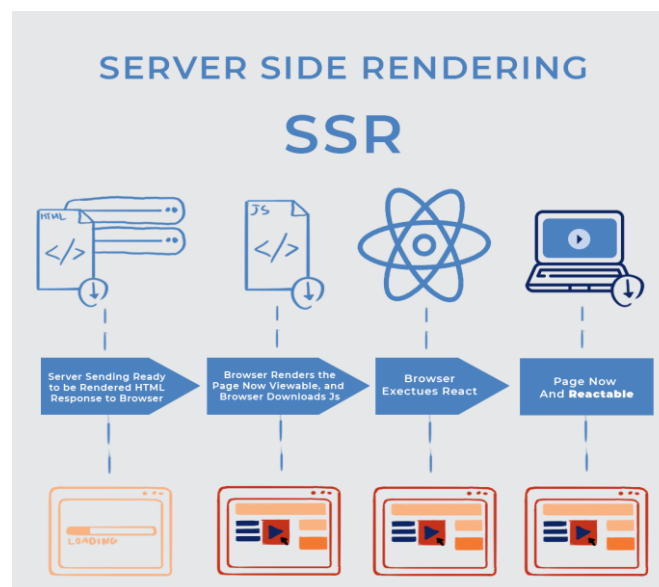 SERVER SIDE RENDERING
SSR
HTML
</>
JS
</>
Server Sending Ready
to be Rendered HTML
Response to Browser
Browser Renders the
Page Now Viewable, and
Browser Downloads Js
Browser
Exectues React
Page Now
And Reactable
LOADING